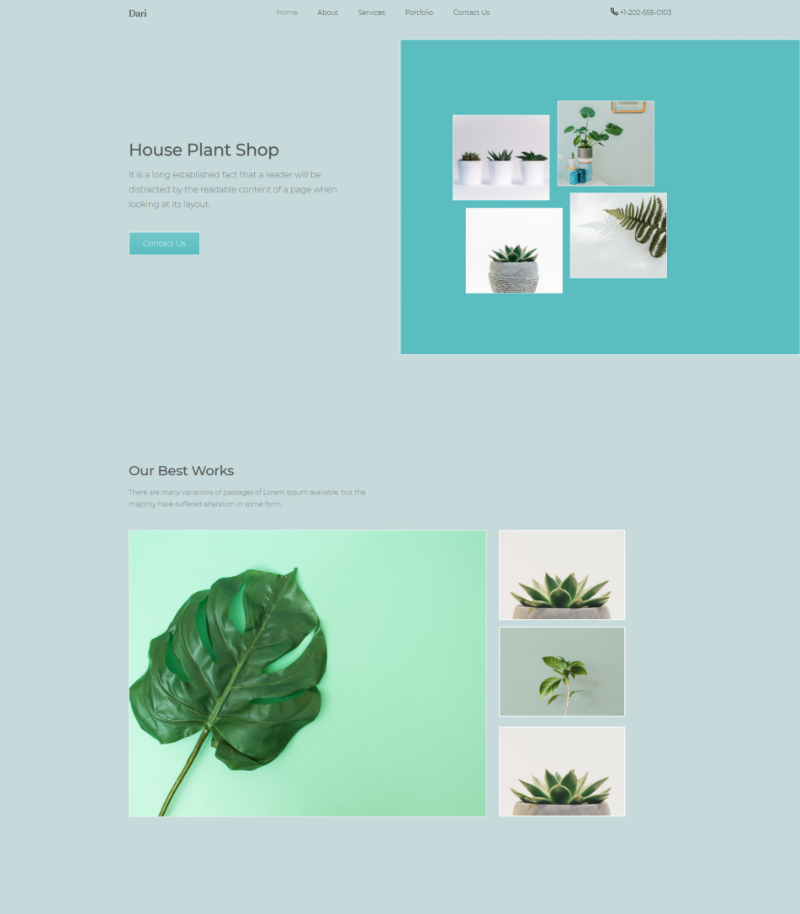 Dari
Home About Services Portfolio Contact Us
+1-202-555-0103
House Plant Shop
It is a long established fact that a reader will be
distracted by the readable content of a page when
looking at its layout.
Contact Us
Our Best Works
There are many variations of passages of Lorem Ipsum available, but the
majority have suffered alteration in some form.